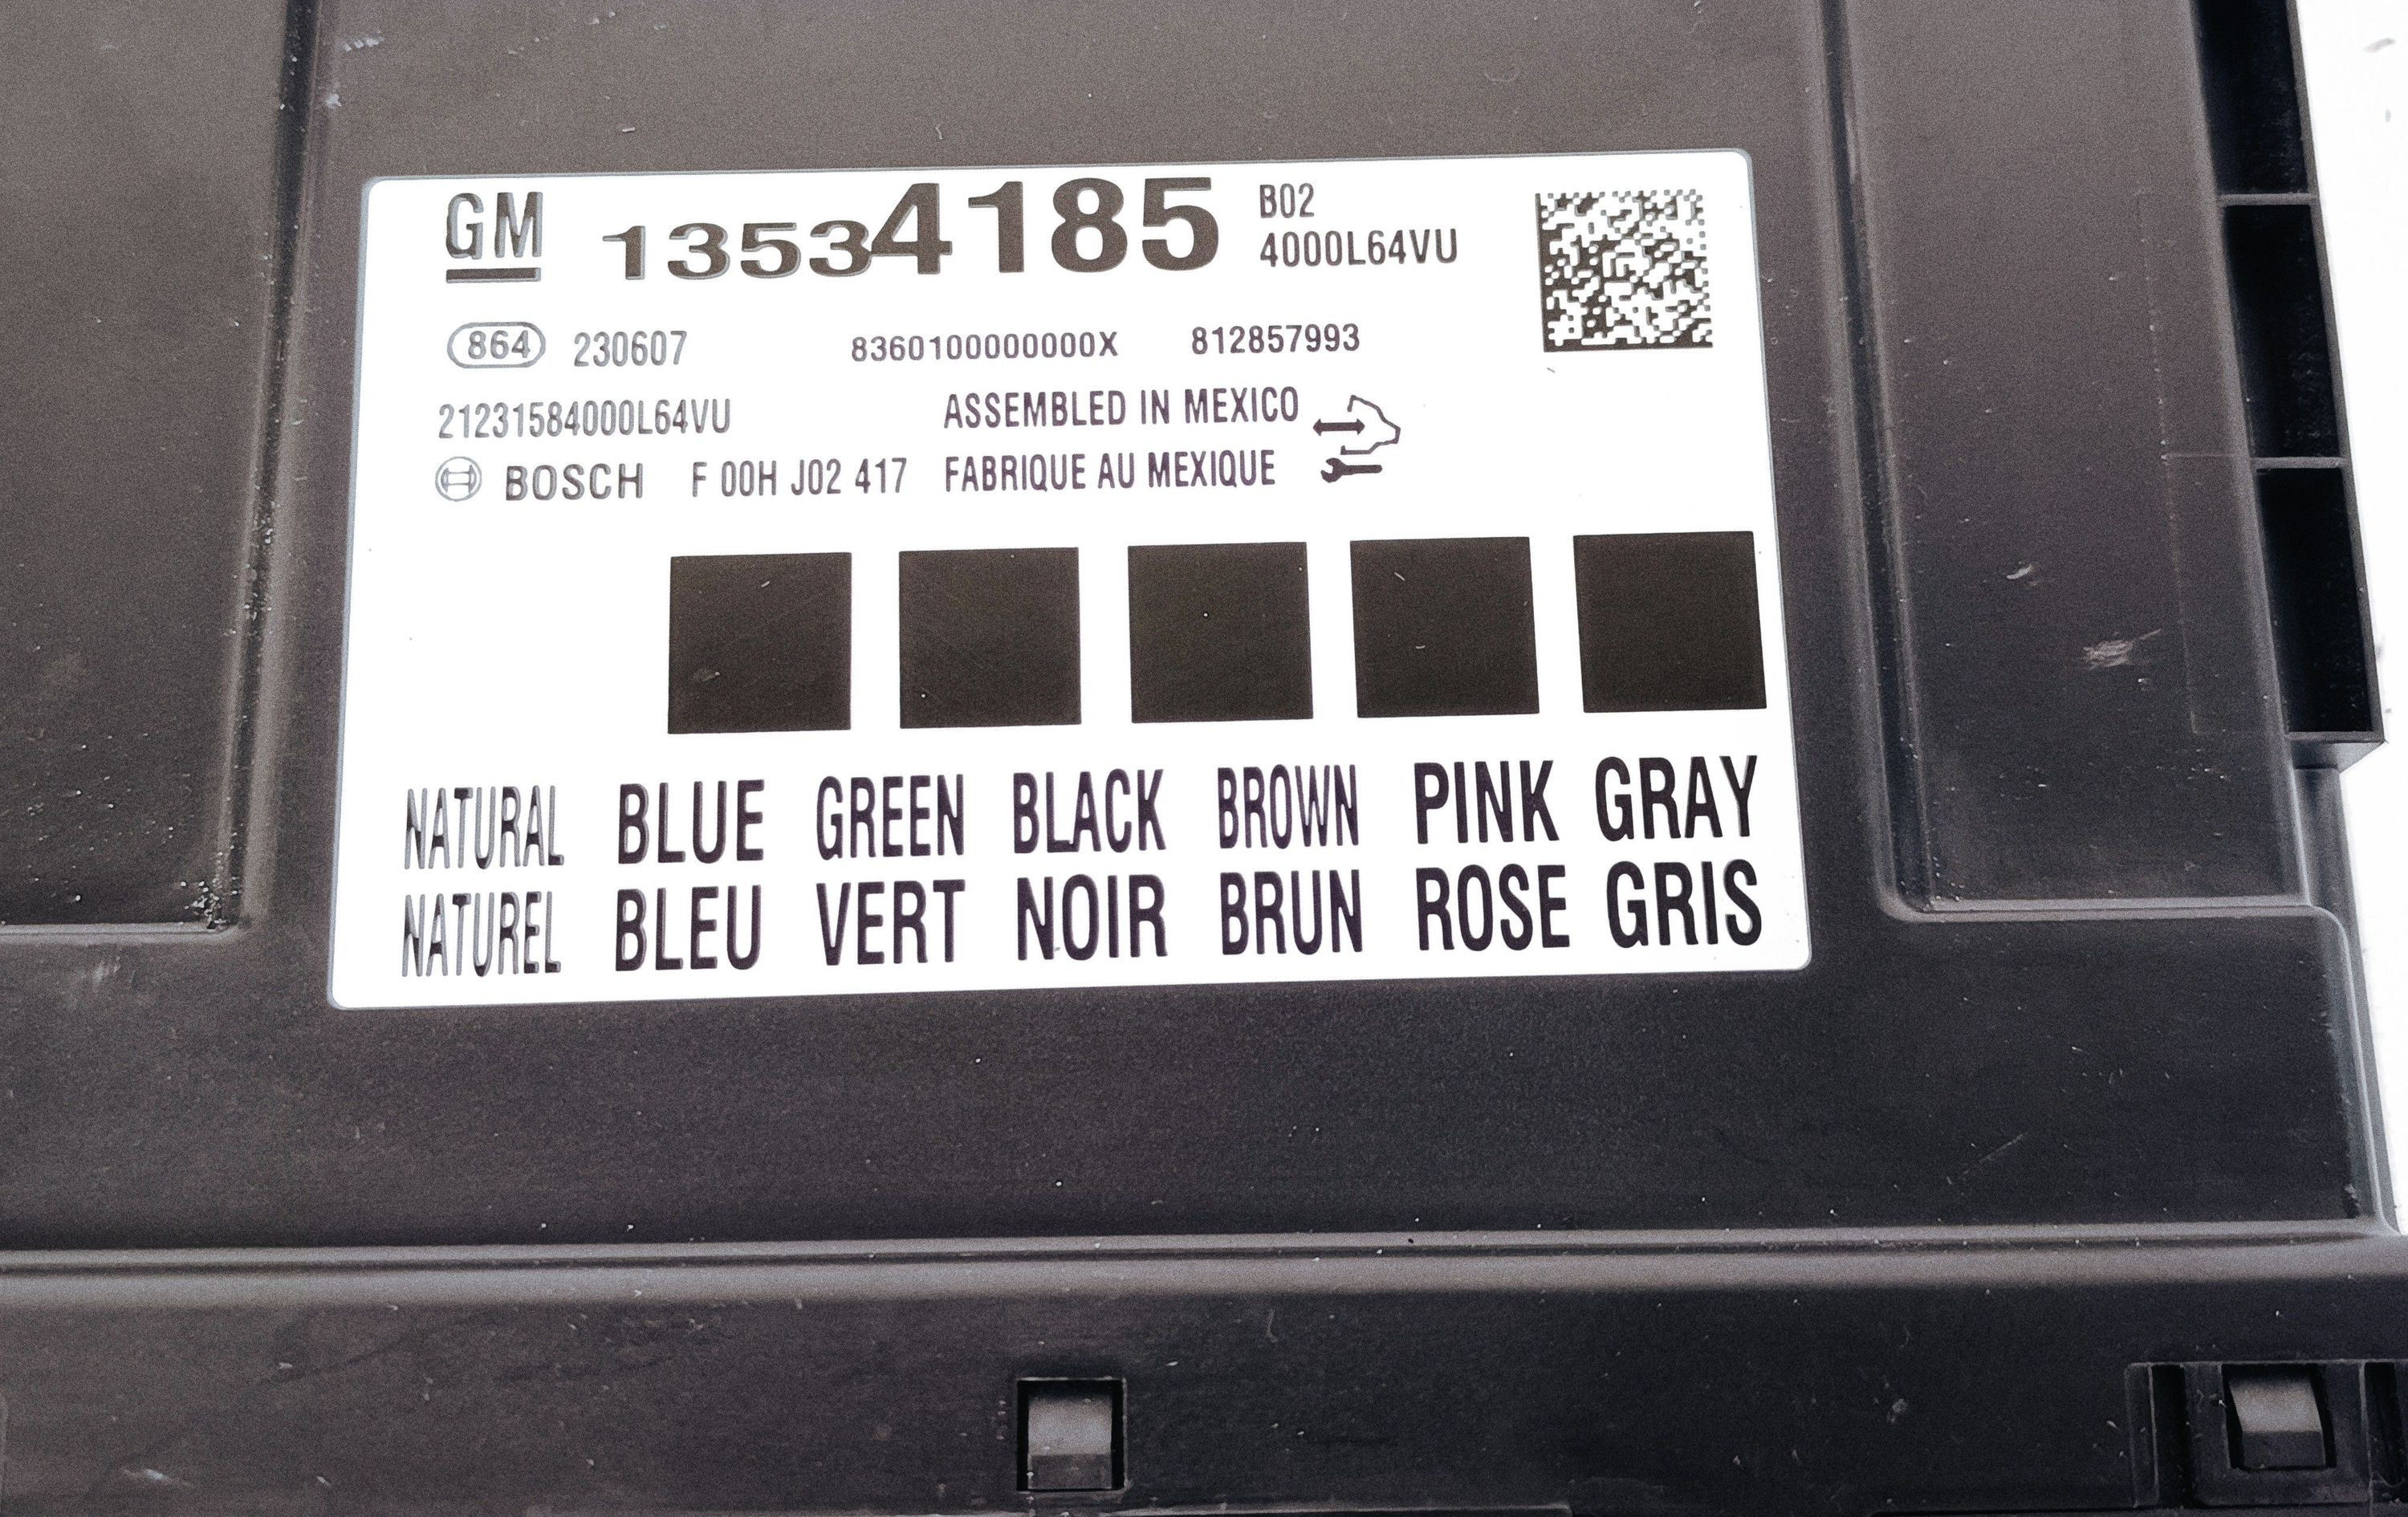 GM 13534185 B02
4000L64VU
864 230607 8360100000000X 812857993
21231584000L64VU ASSEMBLED IN MEXICO
BOSCH F 00H J02 417 FABRIQUE AU MEXIQUE
NATURAL BLUE GREEN BLACK BROWN PINK GRAY
NATUREL BLEU VERT NOIR BRUN ROSE GRIS